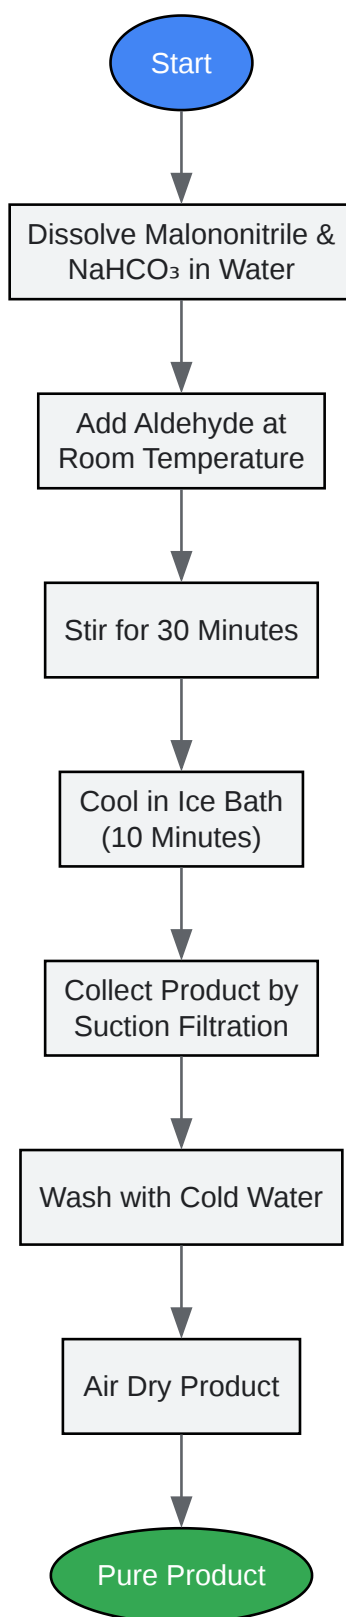 Start
Dissolve Malononitrile &
NaHCO₃ in Water
Add Aldehyde at
Room Temperature
Stir for 30 Minutes
Cool in Ice Bath
(10 Minutes)
Collect Product by
Suction Filtration
Wash with Cold Water
Air Dry Product
Pure Product